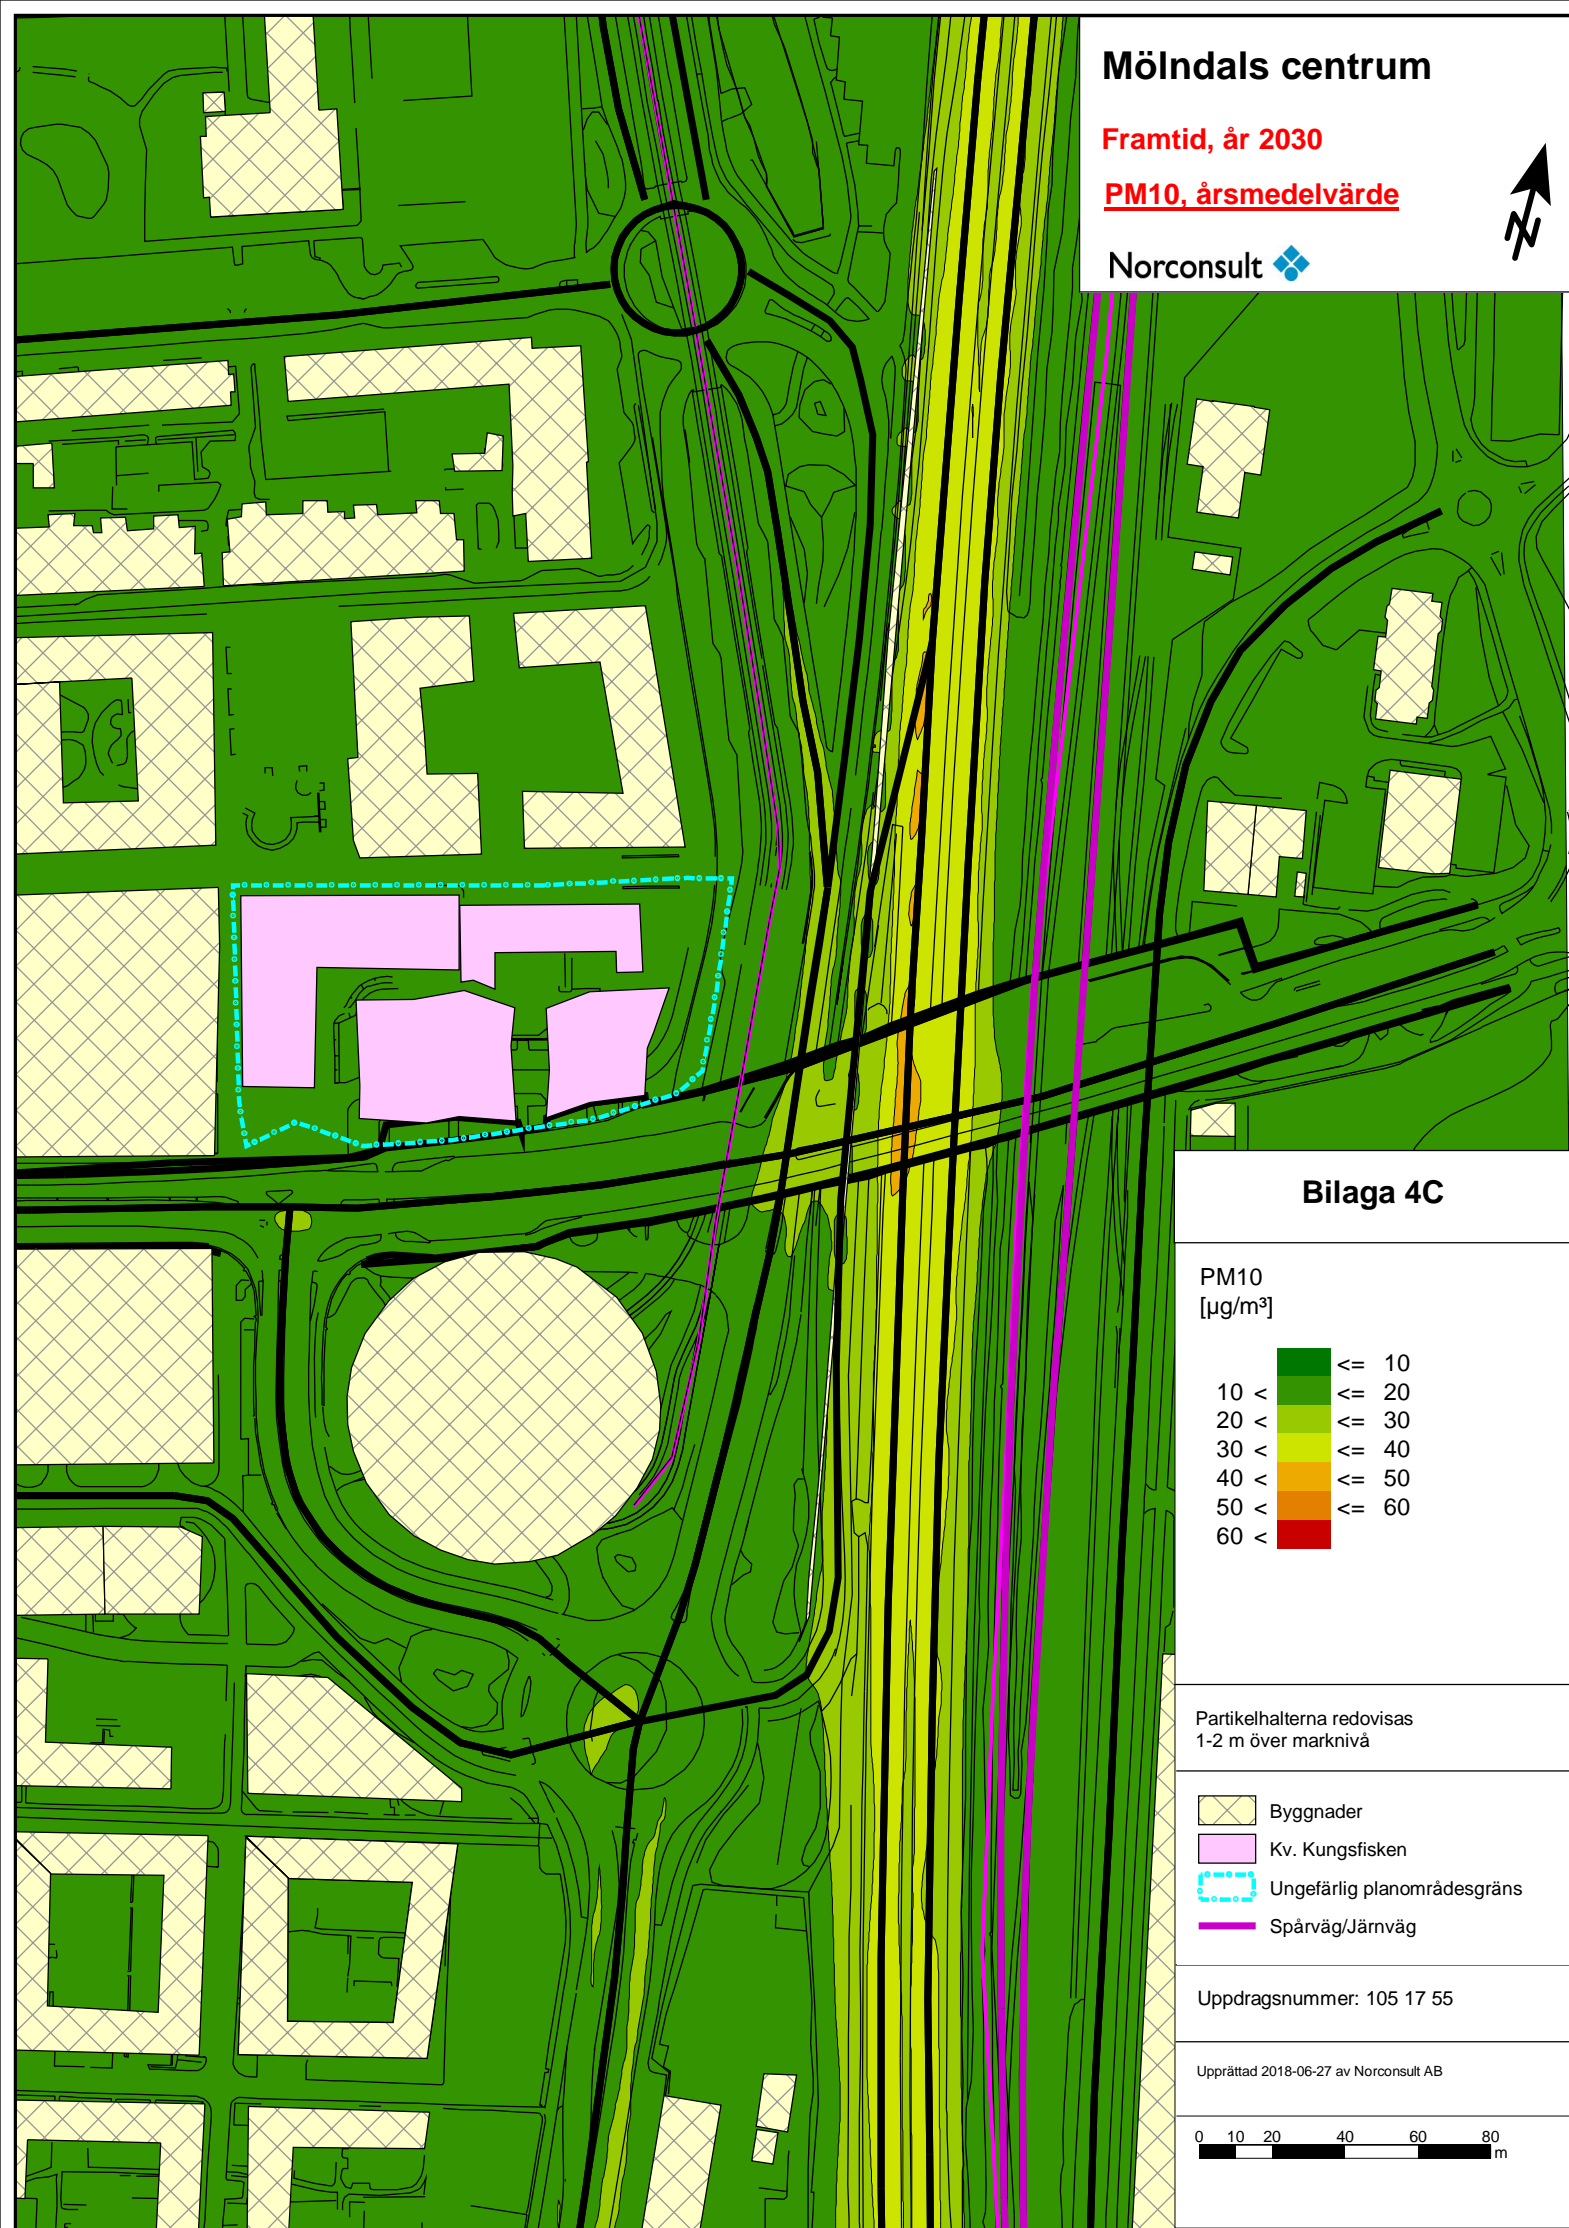 Mölndals centrum
Framtid, år 2030
PM10, årsmedelvärde
N
Norconsult
Bilaga 4C
PM10
[µg/m³]
<= 10
10 < <= 20
20 < <= 30
30 < <= 40
40 < <= 50
50 < <= 60
60 <
Partikelhalterna redovisas
1-2 m över marknivå
Byggnader
Kv. Kungsfisken
Ungefärlig planområdesgräns
Spårväg/Järnväg
Uppdragsnummer: 105 17 55
Upprättad 2018-06-27 av Norconsult AB
0 10 20 40 60 80
m